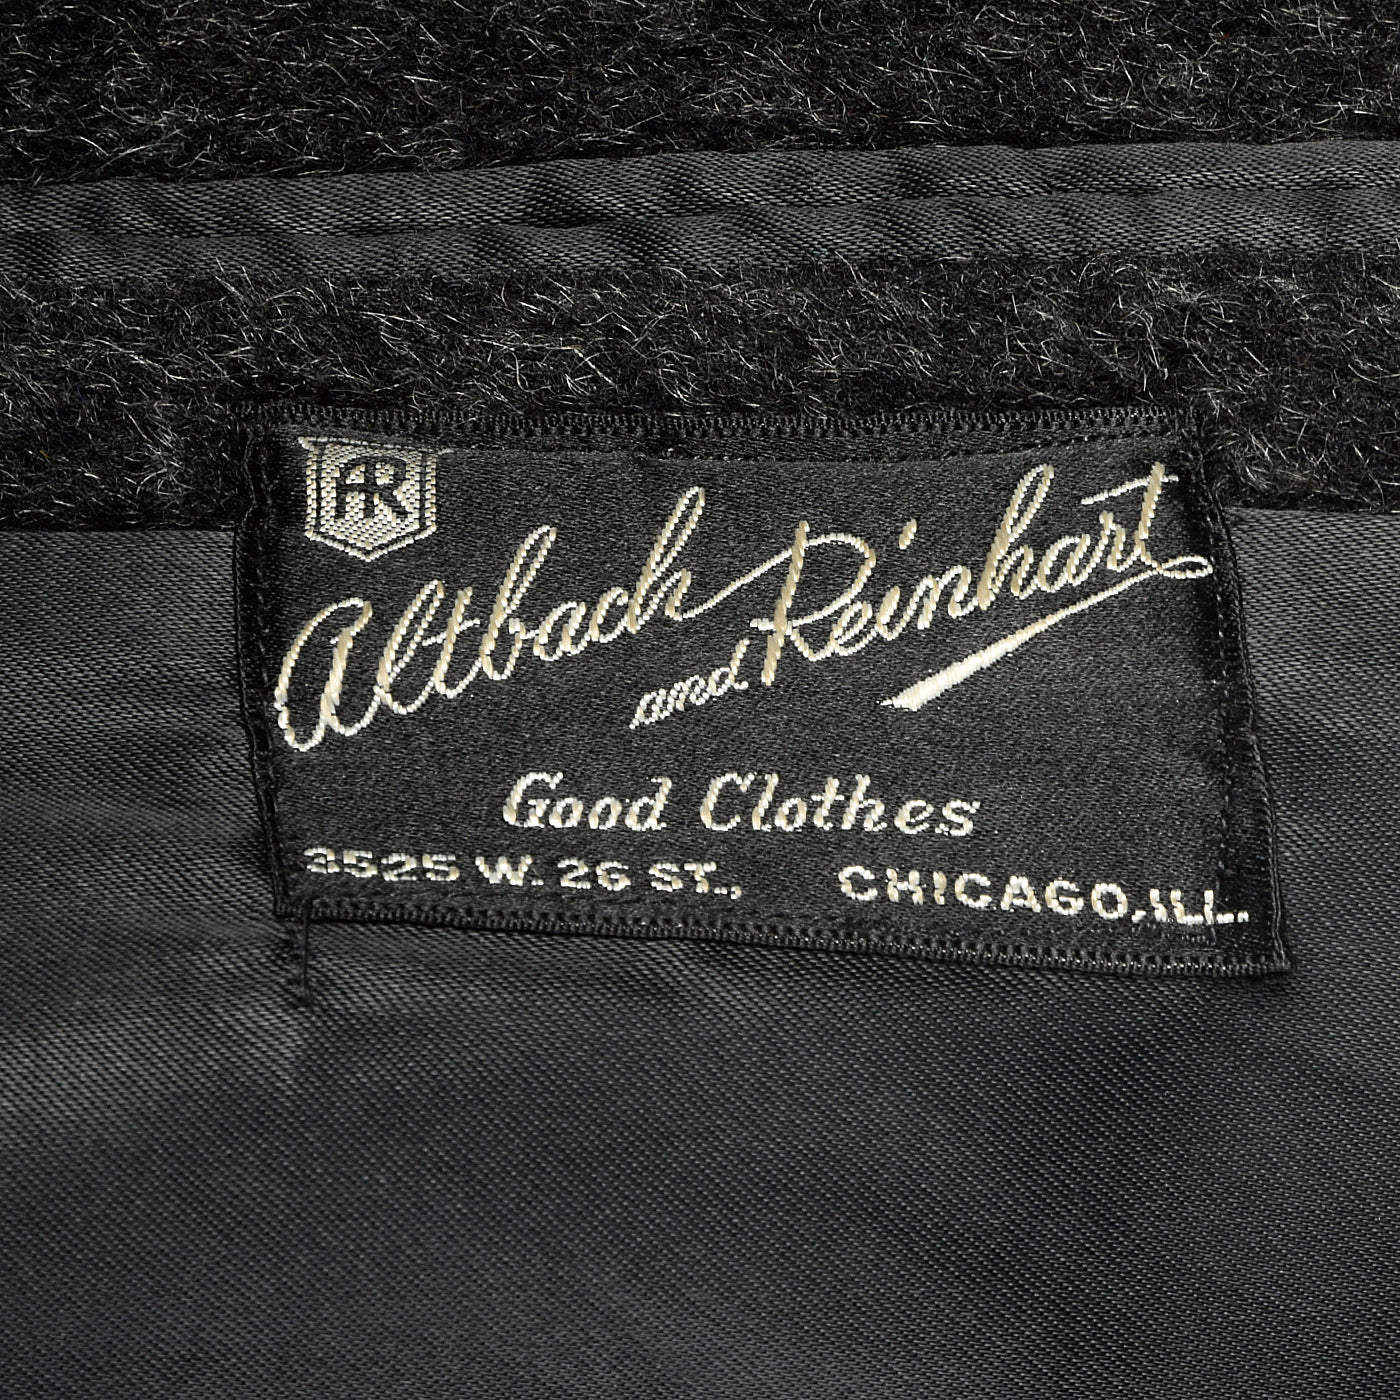 AR
Altbach
and Reinhart
Good Clothes
3525 W. 26 ST., CHICAGO, ILL.